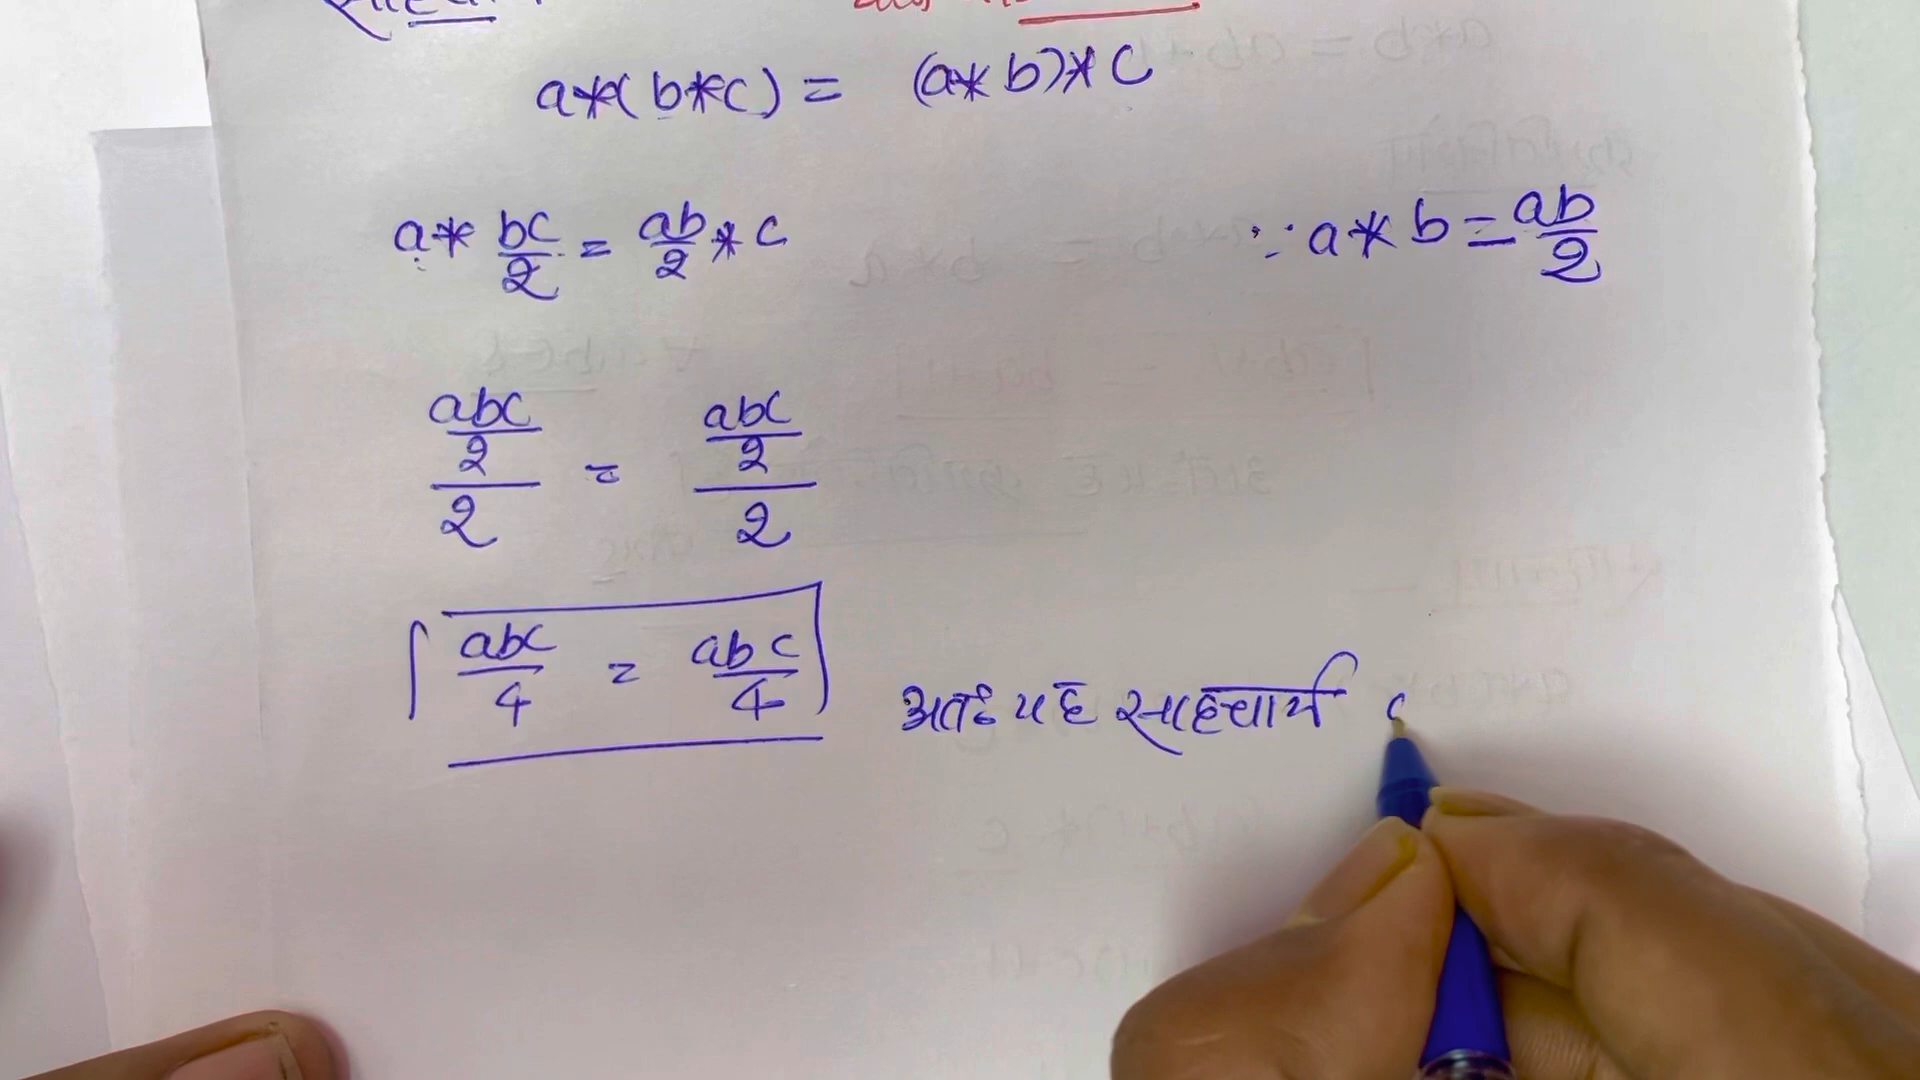 a*(b*c) = (a*b)*c
a* bc/2 = ab/2 * c ∵ a*b = ab/2
abc/2/2 = abc/2/2
abc/4 = abc/4 अतः यह साहचार्य